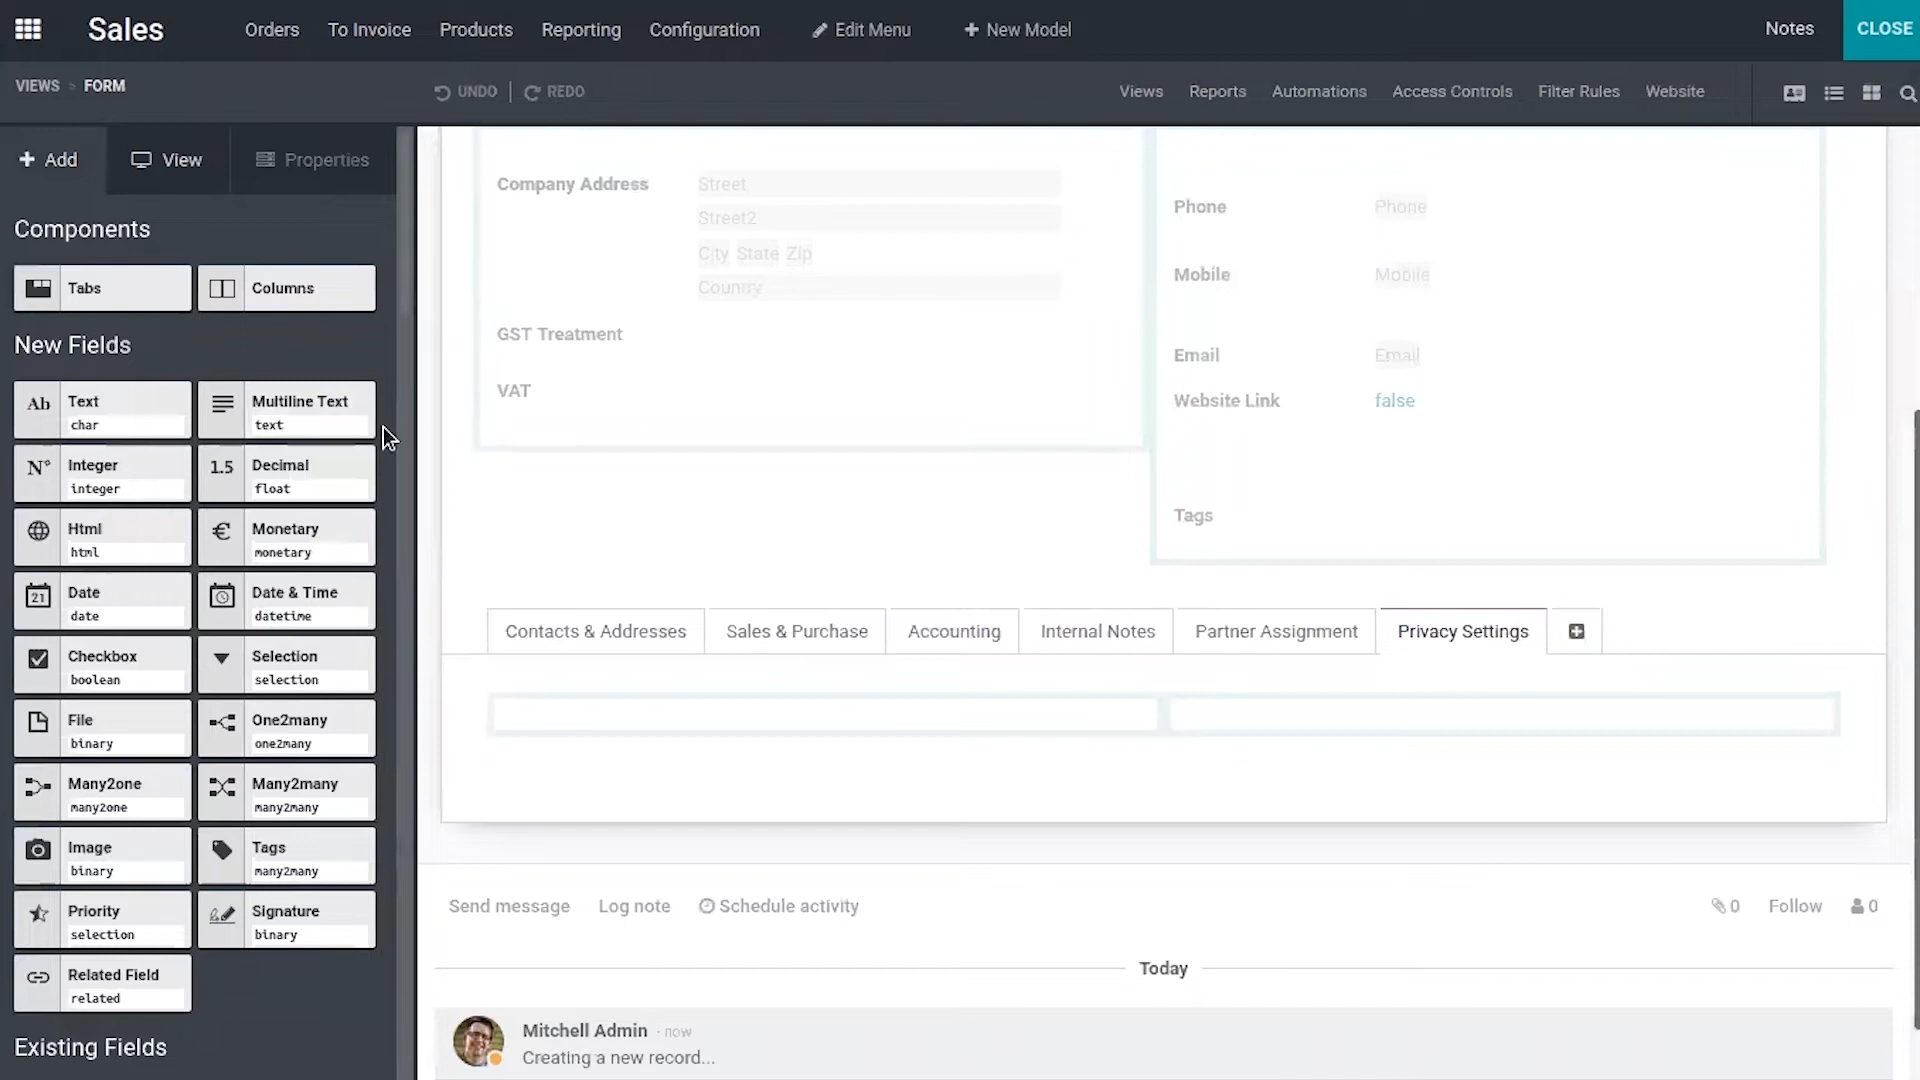 Sales Orders To Invoice Products Reporting Configuration Edit Menu New Model Notes CLOSE
VIEWS FORM UNDO REDO Views Reports Automations Access Controls Filter Rules Website
Add View Properties
Components
Tabs Columns
New Fields
Ab Text Multiline Text
char text
N° Integer 1.5 Decimal
integer float
Html € Monetary
html monetary
21 Date Date & Time
date datetime
Checkbox Selection
boolean selection
File One2many
binary one2many
Many2one Many2many
many2one many2many
Image Tags
binary many2many
Priority Signature
selection binary
Related Field
related
Existing Fields
Company Address Street
Street2
City State Zip
Country
GST Treatment
VAT
Phone Phone
Mobile Mobile
Email Email
Website Link false
Tags
Contacts & Addresses Sales & Purchase Accounting Internal Notes Partner Assignment Privacy Settings
Send message Log note Schedule activity 0 Follow 0
Today
Mitchell Admin - now
Creating a new record...